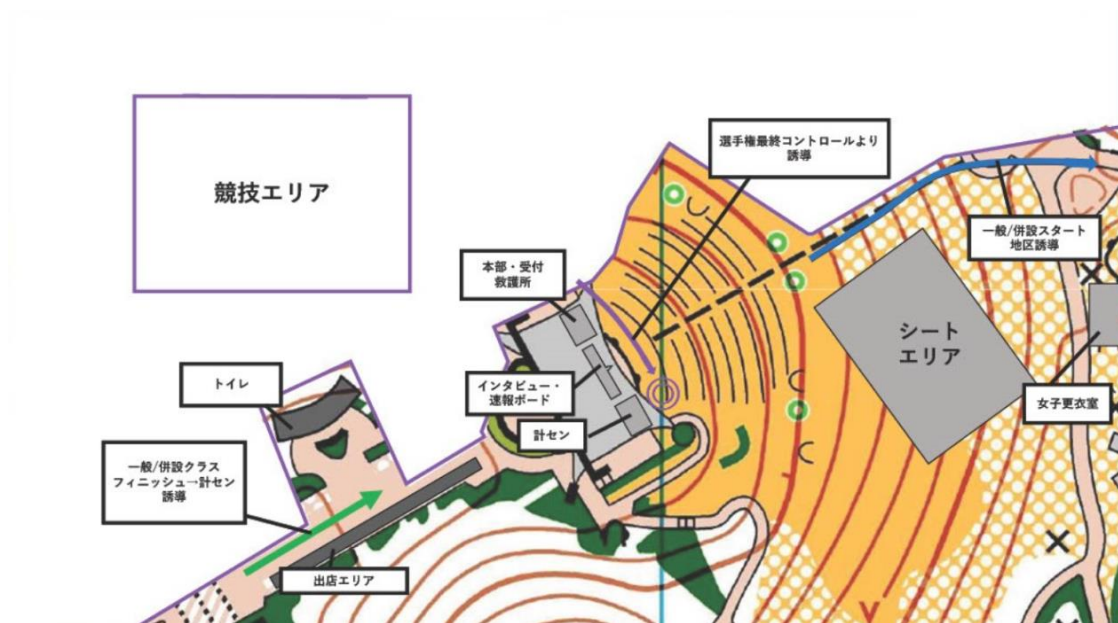 選手権最終コントロールより
誘導
競技エリア
一般/併設スタート
地区誘導
本部・受付
救護所
シート
エリア
トイレ
インタビュー・
速報ボード
女子更衣室
計セン
一般/併設クラス
フィニッシュ→計セン
誘導
出店エリア